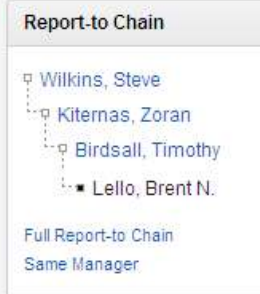 Report-to Chain
Wilkins, Steve
Kiternas, Zoran
Birdsall, Timothy
Lello, Brent N.
Full Report-to Chain
Same Manager